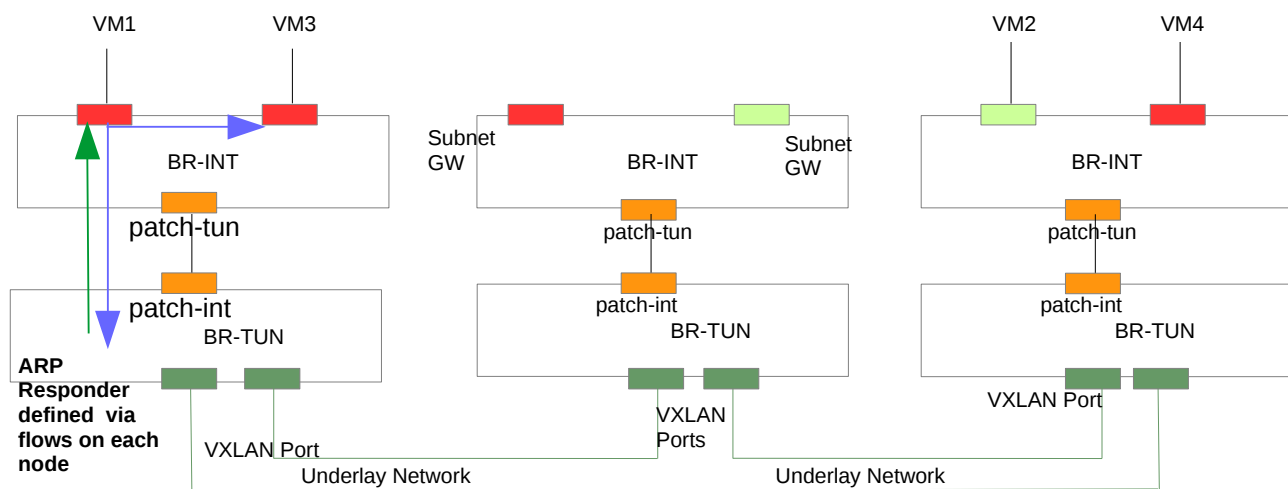 VM1
VM3
VM2
VM4
BR-INT
Subnet
GW
BR-INT
Subnet
GW
BR-INT
patch-tun
patch-tun
patch-tun
patch-int
patch-int
patch-int
BR-TUN
BR-TUN
BR-TUN
ARP
Responder
defined via
flows on each
node
VXLAN Port
VXLAN
Ports
VXLAN Port
Underlay Network
Underlay Network